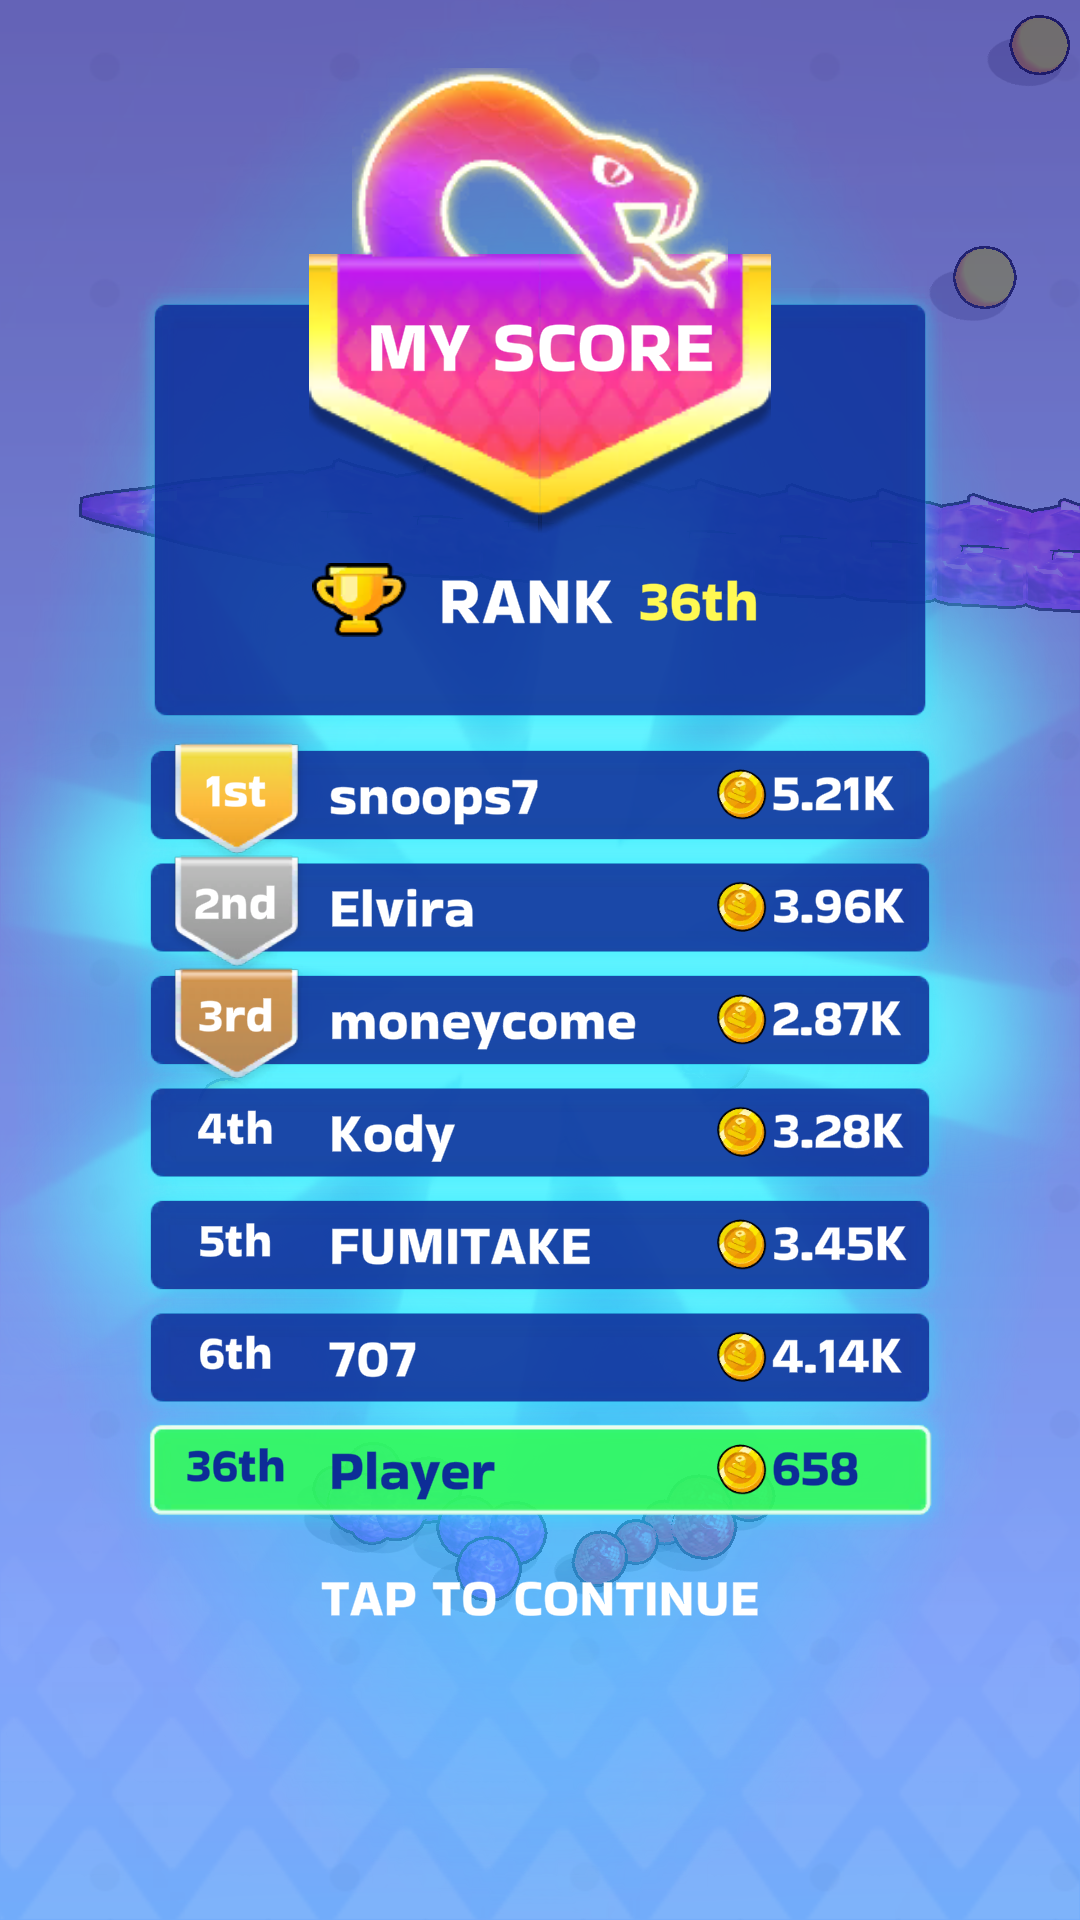 MY SCORE
RANK 36th
1st snoops7 5.21K
2nd Elvira 3.96K
3rd moneycome 2.87K
4th Kody 3.28K
5th FUMITAKE 3.45K
6th 707 4.14K
36th Player 658
TAP TO CONTINUE